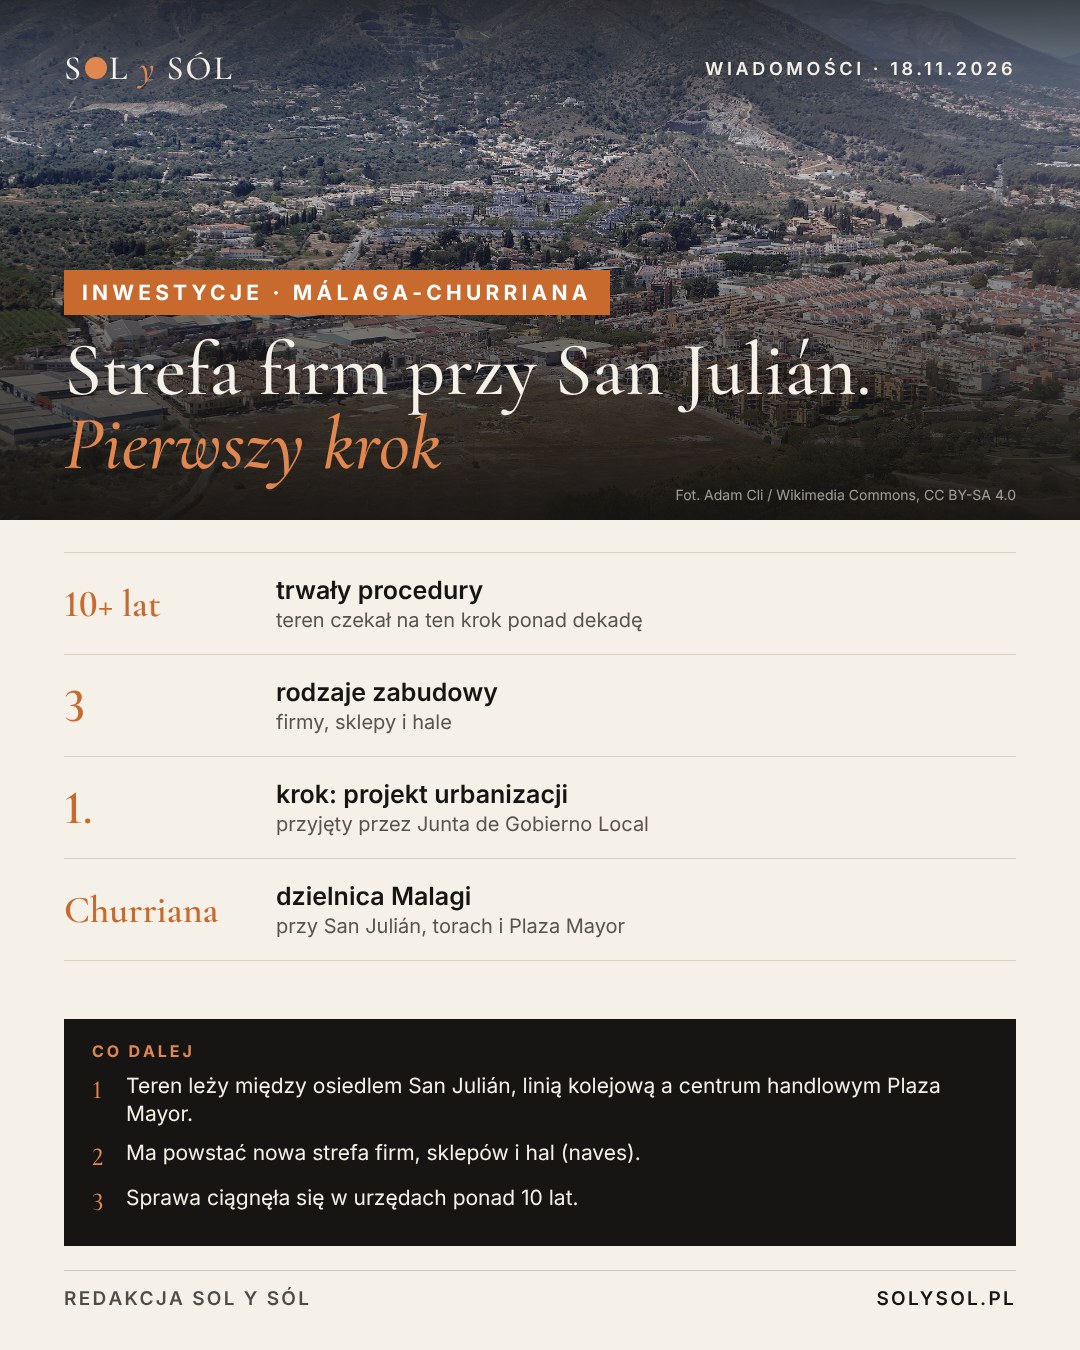 SOL y SÓL
WIADOMOŚCI · 18.11.2026
INWESTYCJE · MÁLAGA-CHURRIANA
Strefa firm przy San Julián.
Pierwszy krok
Fot. Adam Cli / Wikimedia Commons, CC BY-SA 4.0
10+ lat
trwały procedury
teren czekał na ten krok ponad dekadę
3
rodzaje zabudowy
firmy, sklepy i hale
1.
krok: projekt urbanizacji
przyjęty przez Junta de Gobierno Local
Churriana
dzielnica Malagi
przy San Julián, torach i Plaza Mayor
CO DALEJ
1 Teren leży między osiedlem San Julián, linią kolejową a centrum handlowym Plaza
Mayor.
2 Ma powstać nowa strefa firm, sklepów i hal (naves).
3 Sprawa ciągnęła się w urzędach ponad 10 lat.
REDAKCJA SOL Y SÓL
SOLYSOL.PL